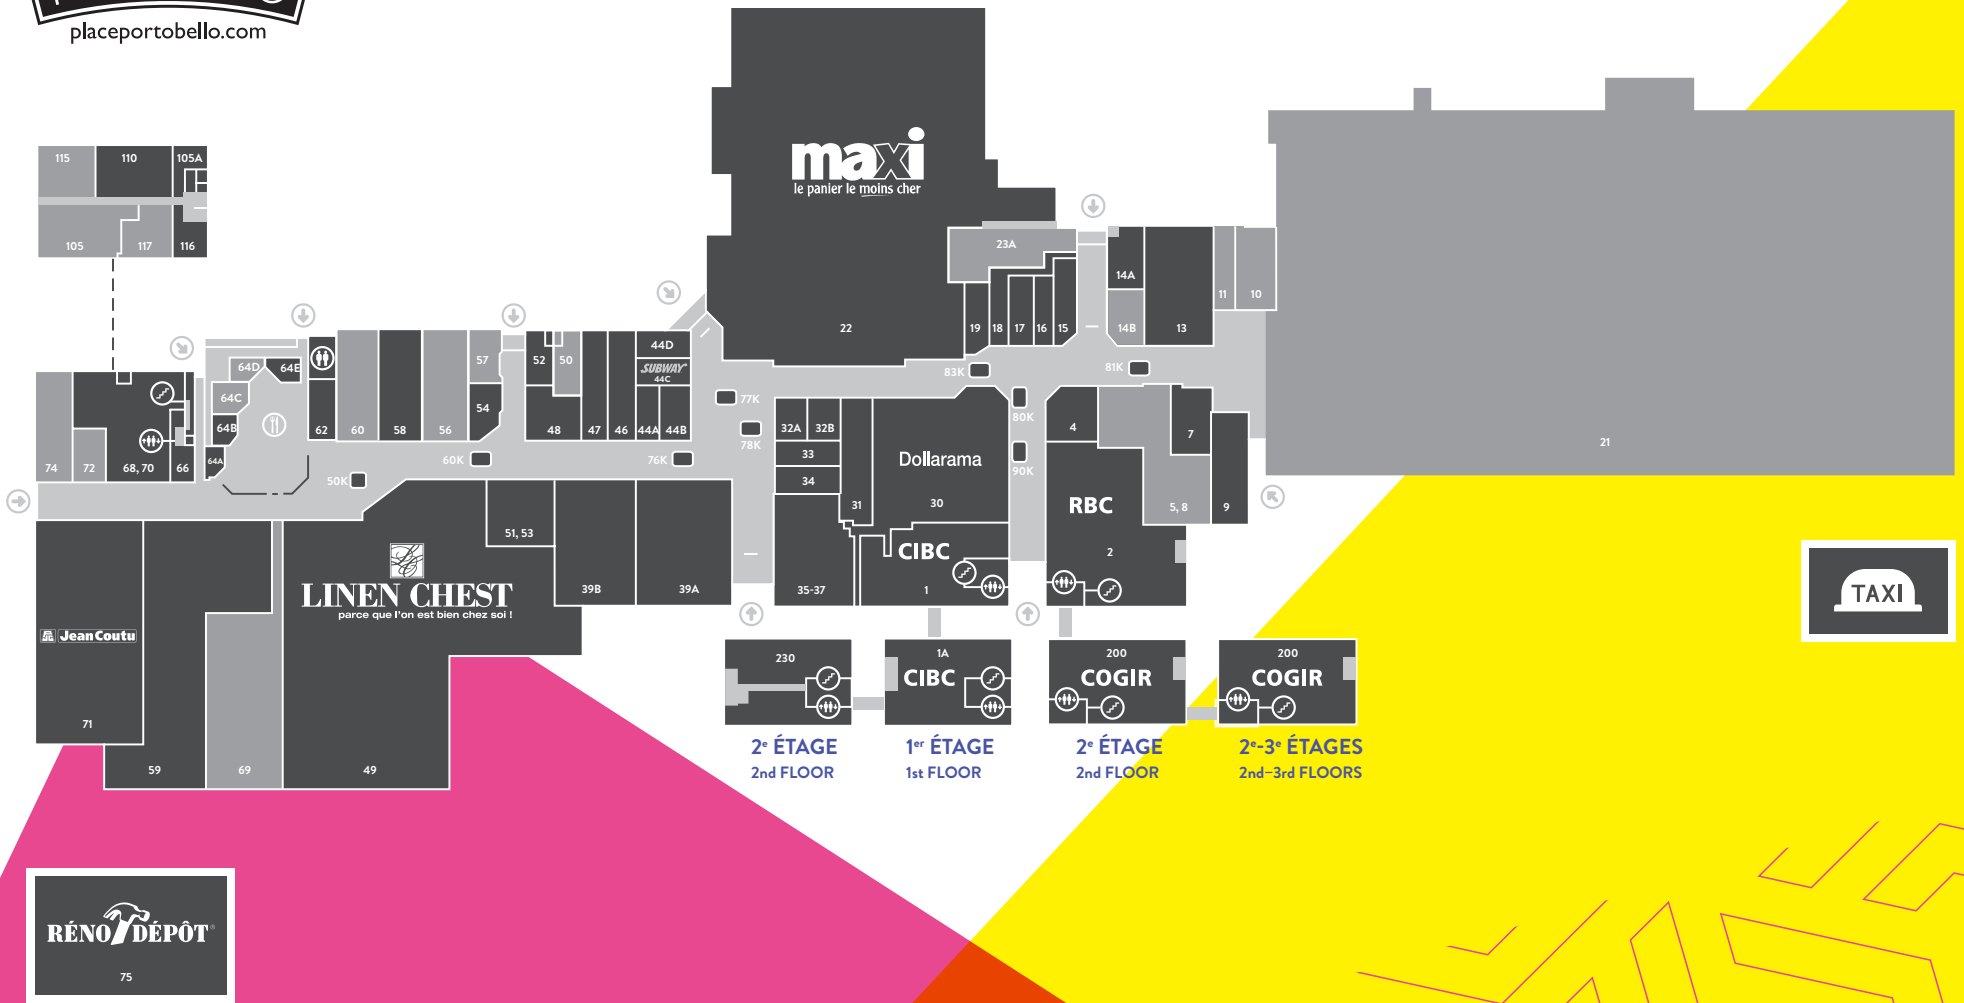 placeportobello.com
maxi
le panier le moins cher
115
110
105A
105
117
116
23A
14A
11
10
22
19
18
17
16
15
14B
13
83K
81K
64D
64E
64C
64B
64A
62
60
58
56
57
54
52
50
48
47
46
44D
SUBWAY
44C
44A
44B
77K
78K
80K
90K
60K
76K
50K
74
72
68, 70
66
32A
32B
33
34
31
Dollarama
30
4
7
5, 8
9
21
RBC
2
CIBC
1
35-37
51, 53
39B
39A
LINEN CHEST
parce que l'on est bien chez soi !
49
Jean Coutu
71
59
69
TAXI
230
1A
CIBC
200
COGIR
200
COGIR
2e ÉTAGE
2nd FLOOR
1er ÉTAGE
1st FLOOR
2e ÉTAGE
2nd FLOOR
2e-3e ÉTAGES
2nd–3rd FLOORS
RÉNO DÉPÔT
75